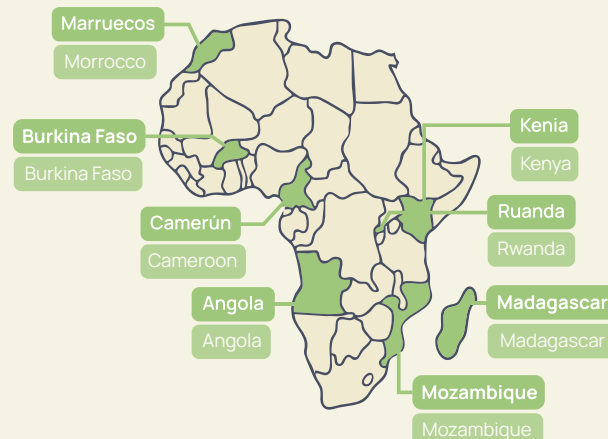 Marruecos
Morrocco
Burkina Faso
Burkina Faso
Camerún
Cameroon
Angola
Angola
Kenia
Kenya
Ruanda
Rwanda
Madagascar
Madagascar
Mozambique
Mozambique